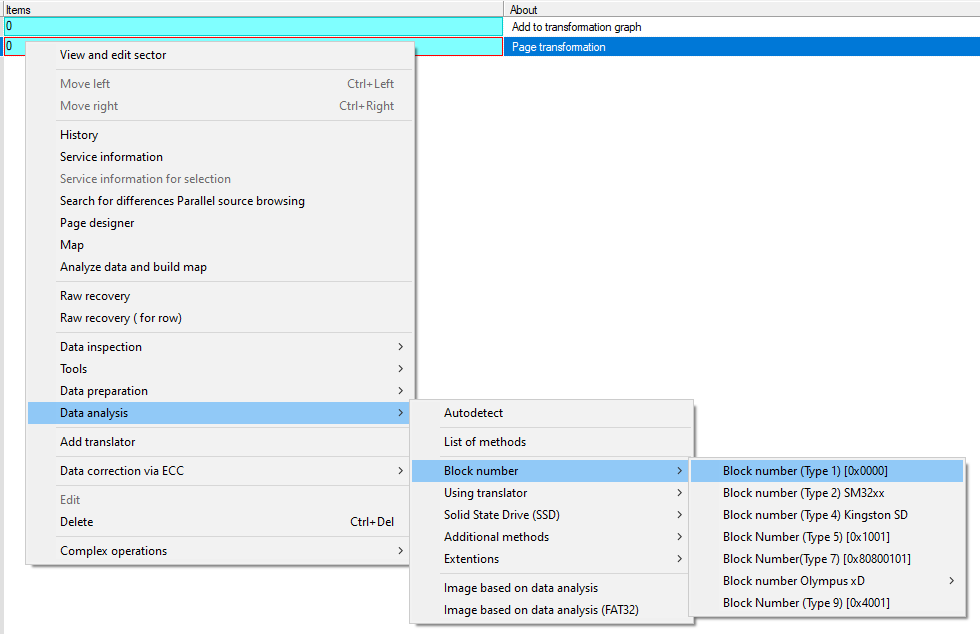 Items About
0 Add to transformation graph
0 Page transformation
View and edit sector
Move left Ctrl+Left
Move right Ctrl+Right
History
Service information
Service information for selection
Search for differences Parallel source browsing
Page designer
Map
Analyze data and build map
Raw recovery
Raw recovery ( for row)
Data inspection
Tools
Data preparation
Data analysis
Add translator
Data correction via ECC
Edit
Delete Ctrl+Del
Complex operations
Autodetect
List of methods
Block number
Using translator
Solid State Drive (SSD)
Additional methods
Extentions
Image based on data analysis
Image based on data analysis (FAT32)
Block number (Type 1) [0x0000]
Block number (Type 2) SM32xx
Block number (Type 4) Kingston SD
Block Number (Type 5) [0x1001]
Block Number(Type 7) [0x80800101]
Block number Olympus xD
Block Number (Type 9) [0x4001]